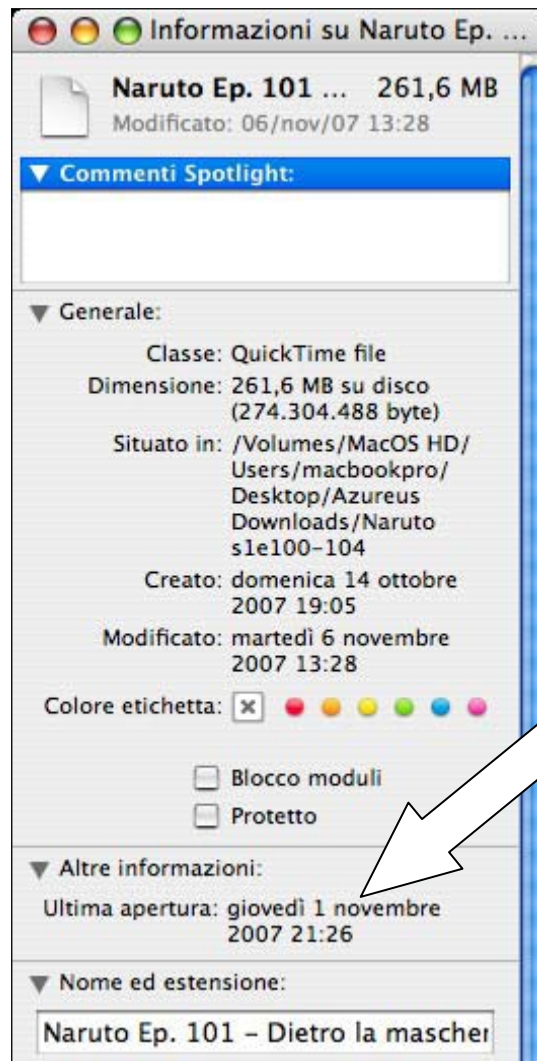 Informazioni su Naruto Ep. ...
Naruto Ep. 101 ... 261,6 MB
Modificato: 06/nov/07 13:28
Commenti Spotlight:
Generale:
Classe: QuickTime file
Dimensione: 261,6 MB su disco
(274.304.488 byte)
Situato in: /Volumes/MacOS HD/
Users/macbookpro/
Desktop/Azureus
Downloads/Naruto
s1e100-104
Creato: domenica 14 ottobre
2007 19:05
Modificato: martedì 6 novembre
2007 13:28
Colore etichetta:
Blocco moduli
Protetto
Altre informazioni:
Ultima apertura: giovedì 1 novembre
2007 21:26
Nome ed estensione:
Naruto Ep. 101 – Dietro la mascher